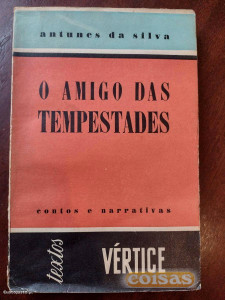 antunes da silva
O AMIGO DAS
TEMPESTADES
contos e narrativas
textos
VÉRTICE
coisas